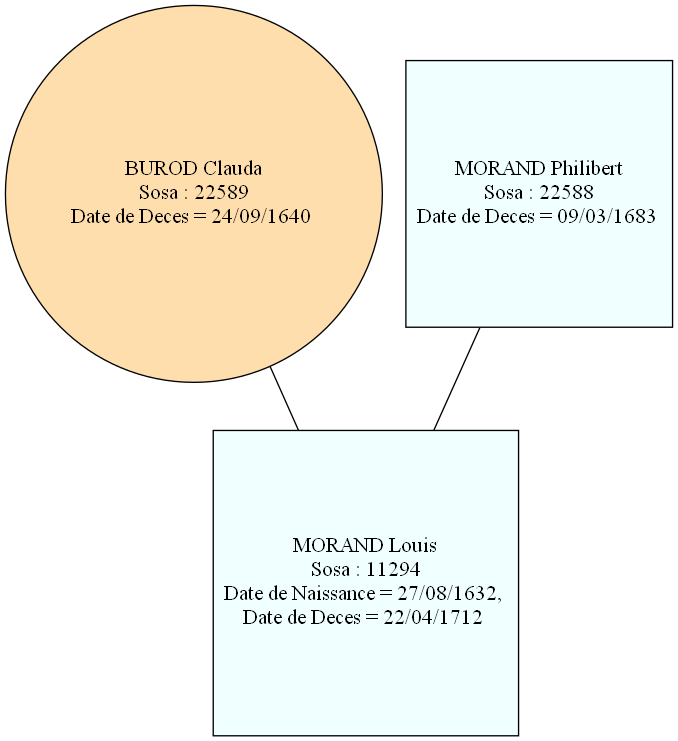 BUROD Clauda
Sosa : 22589
Date de Deces = 24/09/1640
MORAND Philibert
Sosa : 22588
Date de Deces = 09/03/1683
MORAND Louis
Sosa : 11294
Date de Naissance = 27/08/1632,
Date de Deces = 22/04/1712